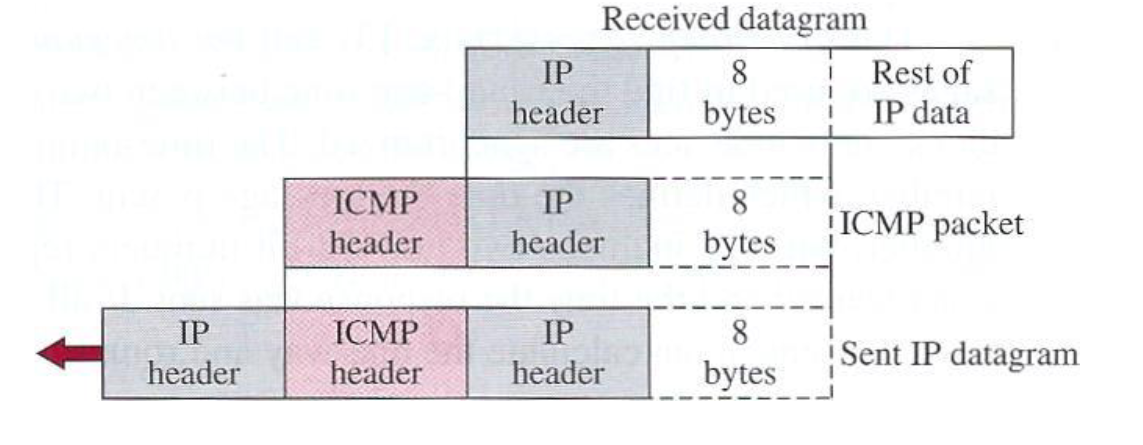 Received datagram
IP header
8 bytes
Rest of IP data
ICMP header
IP header
8 bytes
ICMP packet
IP header
ICMP header
IP header
8 bytes
Sent IP datagram